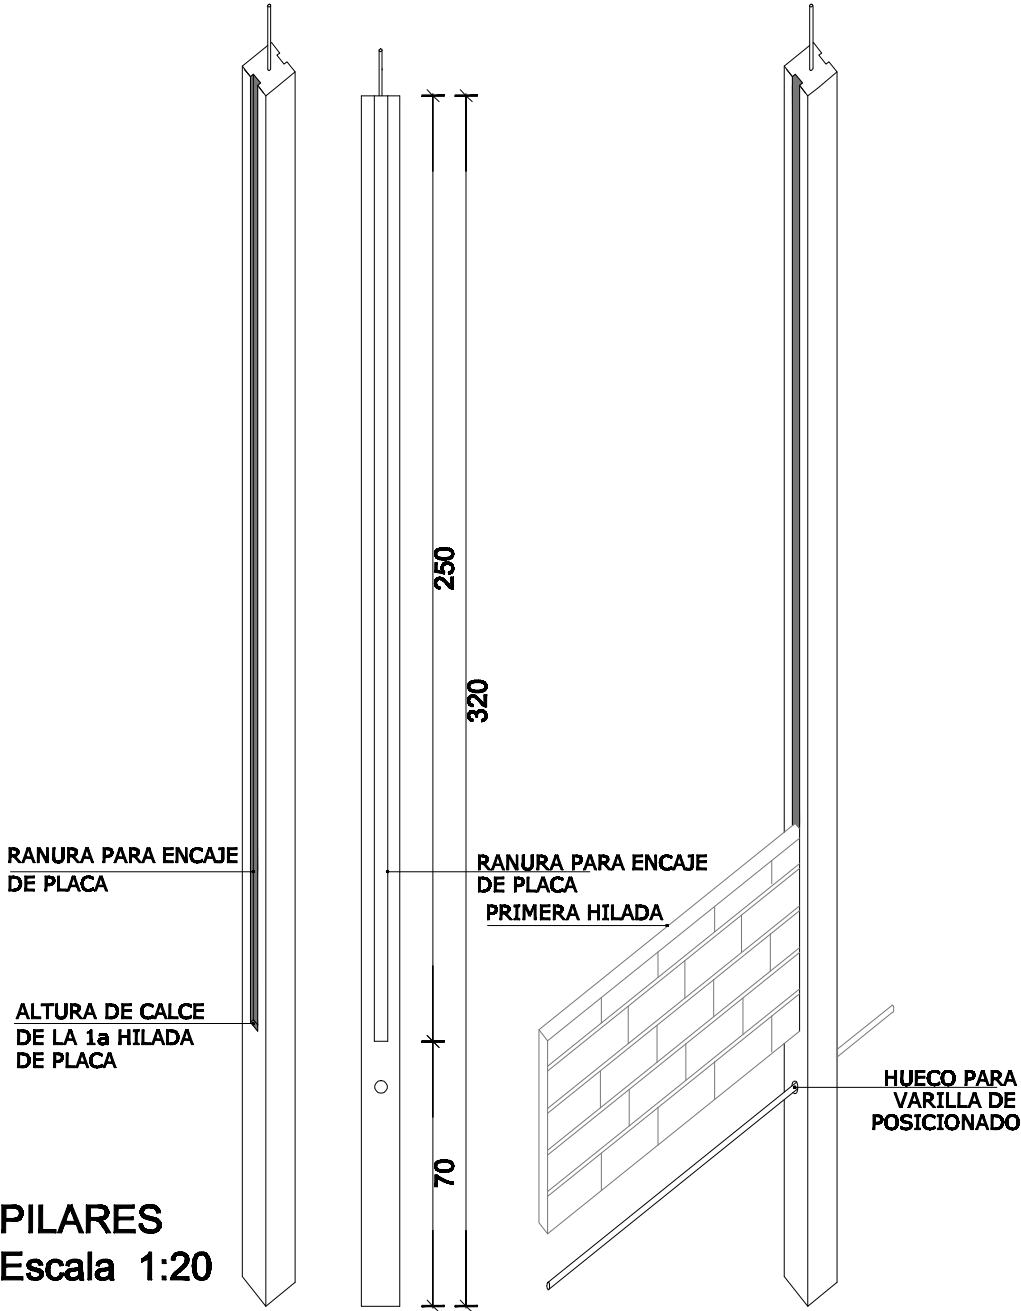 250
320
RANURA PARA ENCAJE
DE PLACA
RANURA PARA ENCAJE
DE PLACA
PRIMERA HILADA
ALTURA DE CALCE
DE LA 1a HILADA
DE PLACA
HUECO PARA
VARILLA DE
POSICIONADO
70
PILARES
Escala 1:20